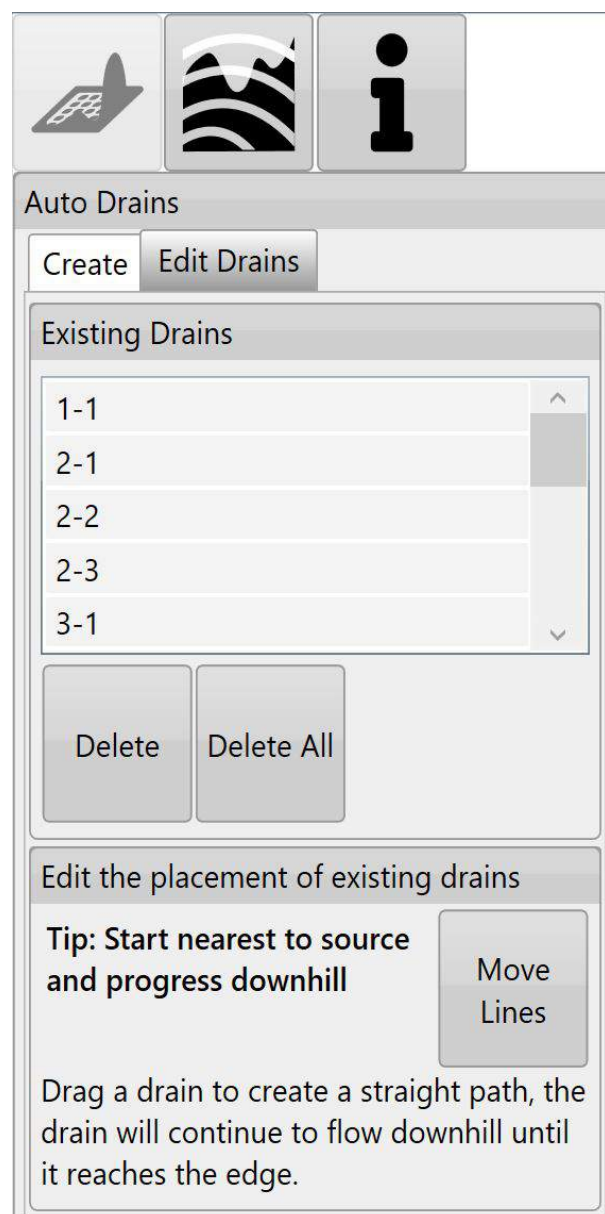 Auto Drains
Create Edit Drains
Existing Drains
1-1
2-1
2-2
2-3
3-1
Delete Delete All
Edit the placement of existing drains
Tip: Start nearest to source
and progress downhill
Move
Lines
Drag a drain to create a straight path, the
drain will continue to flow downhill until
it reaches the edge.